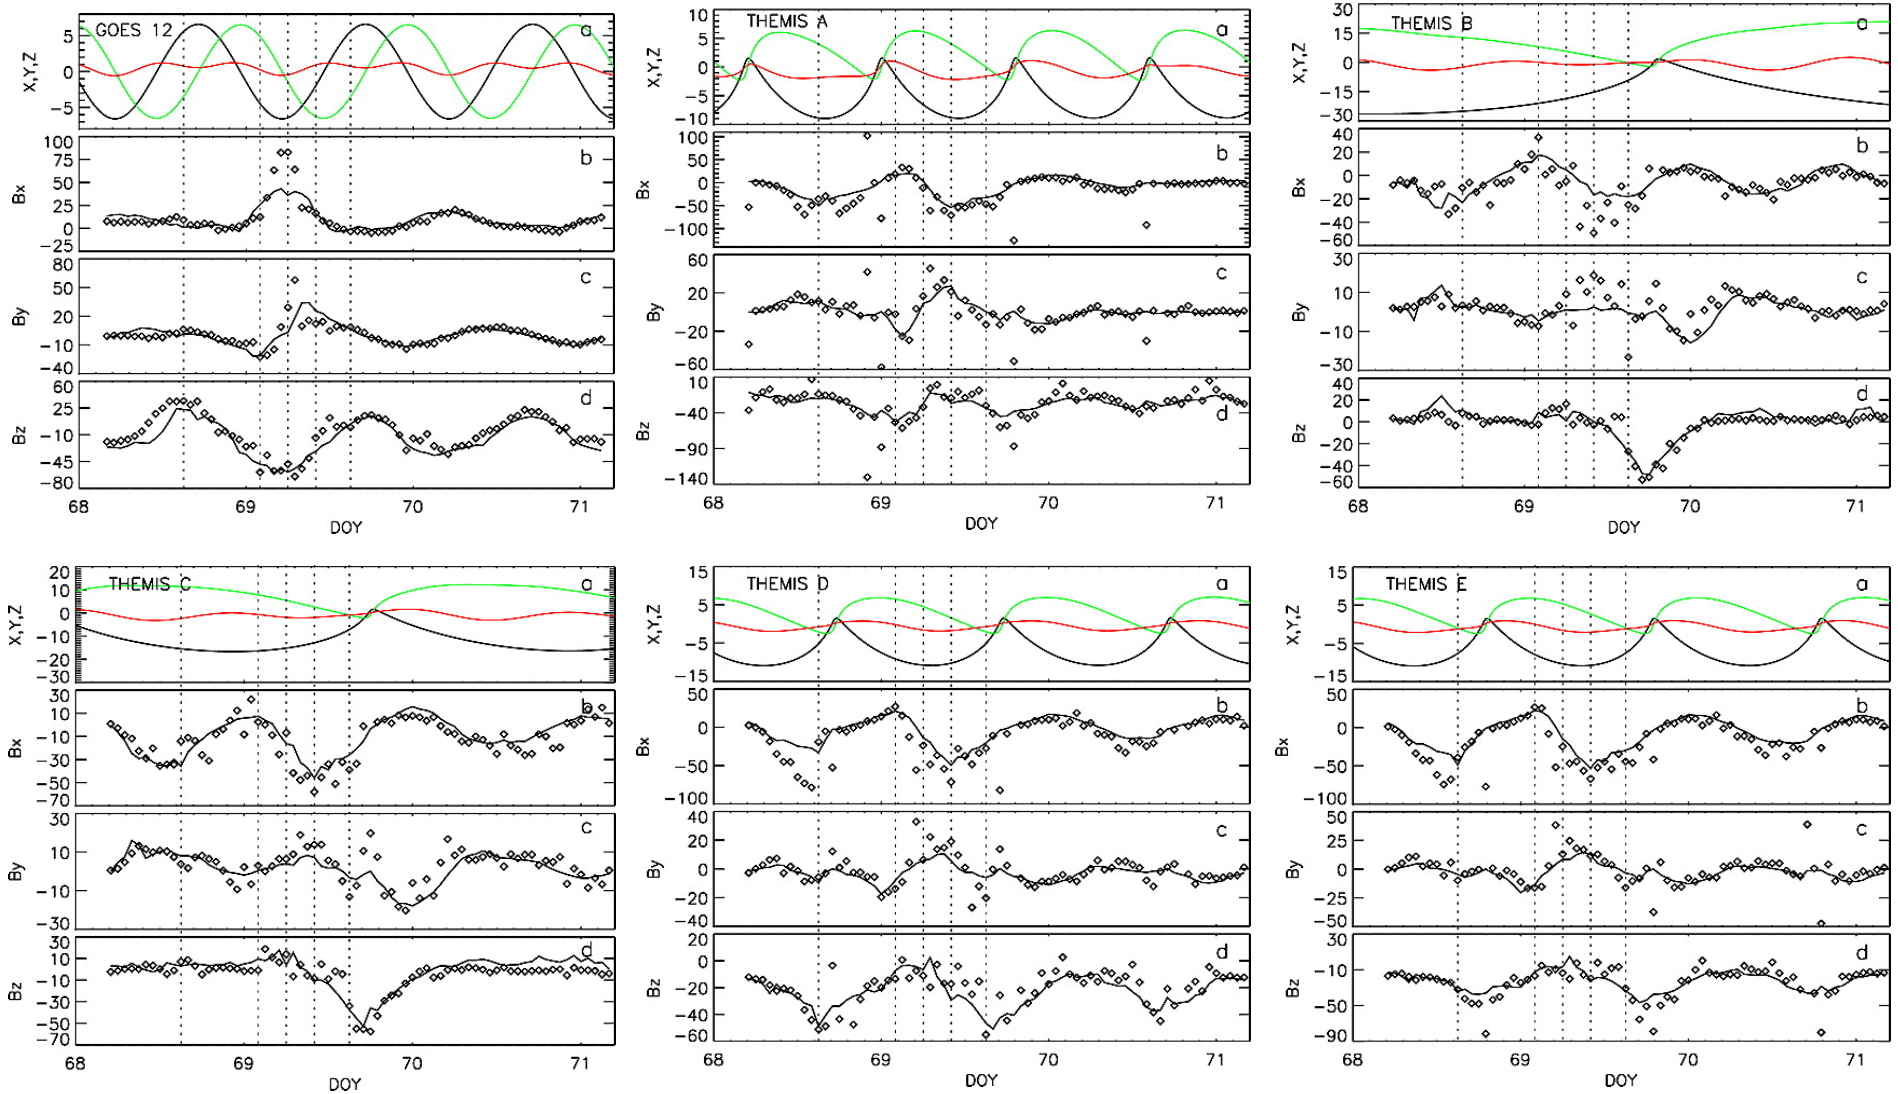 GOES 12
a
X,Y,Z
5
0
−5
b
Bx
100
75
50
25
0
−25
c
By
80
50
20
−10
−40
d
Bz
60
25
−10
−45
−80
68 69 70 71
DOY
THEMIS A
a
X,Y,Z
10
5
0
−5
−10
b
Bx
100
50
0
−50
−100
c
By
60
20
−20
−60
d
Bz
10
−40
−90
−140
68 69 70 71
DOY
THEMIS B
a
X,Y,Z
30
15
0
−15
−30
b
Bx
40
20
0
−20
−40
−60
c
By
30
10
−10
−30
d
Bz
40
20
0
−20
−40
−60
68 69 70 71
DOY
THEMIS C
a
X,Y,Z
20
10
0
−10
−20
−30
b
Bx
30
10
−10
−30
−50
−70
c
By
30
10
−10
−30
d
Bz
30
10
−10
−30
−50
−70
68 69 70 71
DOY
THEMIS D
a
X,Y,Z
15
5
−5
−15
b
Bx
50
0
−50
−100
c
By
40
20
0
−20
−40
d
Bz
20
0
−20
−40
−60
68 69 70 71
DOY
THEMIS E
a
X,Y,Z
15
5
−5
−15
b
Bx
50
0
−50
−100
c
By
50
25
0
−25
−50
d
Bz
30
−10
−50
−90
68 69 70 71
DOY